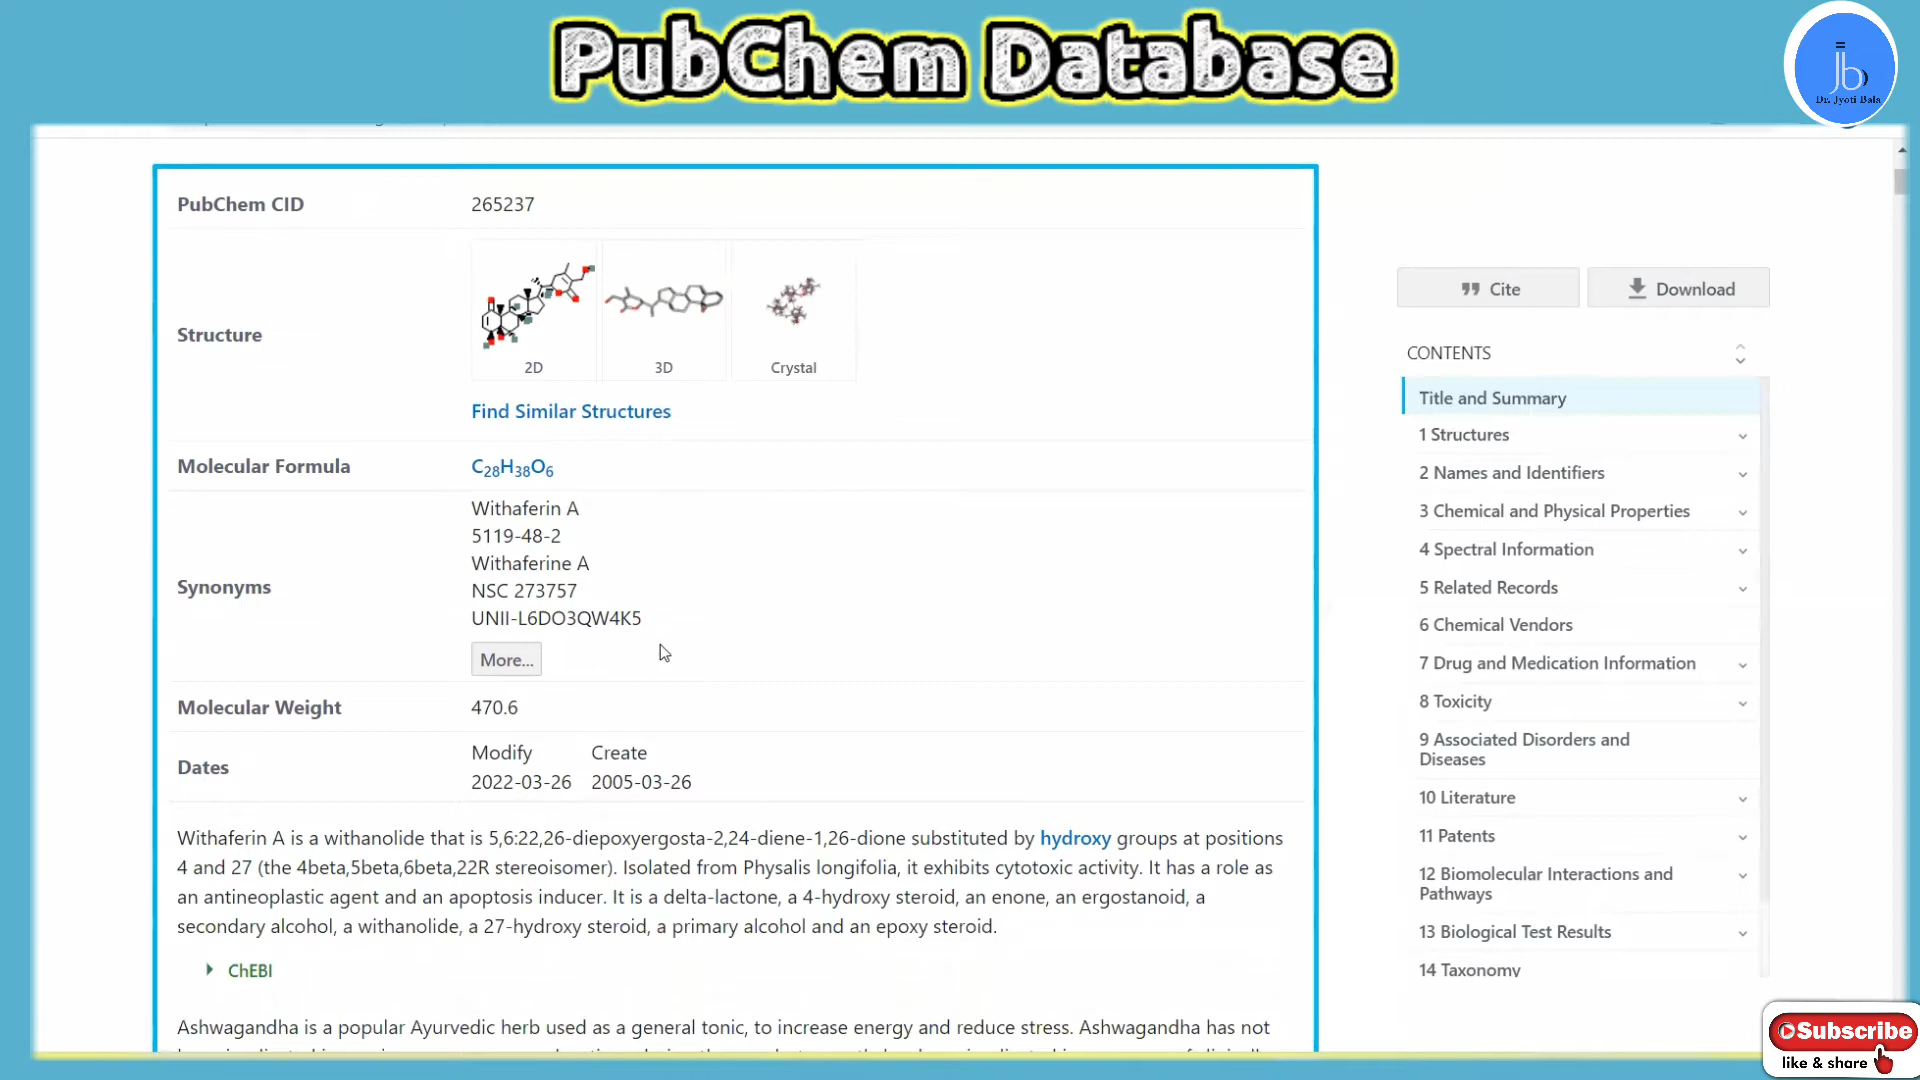 PubChem Database
jb
Dr. Jyoti Bala
PubChem CID
265237
Structure
2D
3D
Crystal
Find Similar Structures
Molecular Formula
C28H38O6
Synonyms
Withaferin A
5119-48-2
Withaferine A
NSC 273757
UNII-L6DO3QW4K5
More...
Molecular Weight
470.6
Dates
Modify
Create
2022-03-26
2005-03-26
Withaferin A is a withanolide that is 5,6:22,26-diepoxyergosta-2,24-diene-1,26-dione substituted by hydroxy groups at positions
4 and 27 (the 4beta,5beta,6beta,22R stereoisomer). Isolated from Physalis longifolia, it exhibits cytotoxic activity. It has a role as
an antineoplastic agent and an apoptosis inducer. It is a delta-lactone, a 4-hydroxy steroid, an enone, an ergostanoid, a
secondary alcohol, a withanolide, a 27-hydroxy steroid, a primary alcohol and an epoxy steroid.
ChEBI
Ashwagandha is a popular Ayurvedic herb used as a general tonic, to increase energy and reduce stress. Ashwagandha has not
Cite
Download
CONTENTS
Title and Summary
1 Structures
2 Names and Identifiers
3 Chemical and Physical Properties
4 Spectral Information
5 Related Records
6 Chemical Vendors
7 Drug and Medication Information
8 Toxicity
9 Associated Disorders and
Diseases
10 Literature
11 Patents
12 Biomolecular Interactions and
Pathways
13 Biological Test Results
14 Taxonomy
Subscribe
like & share